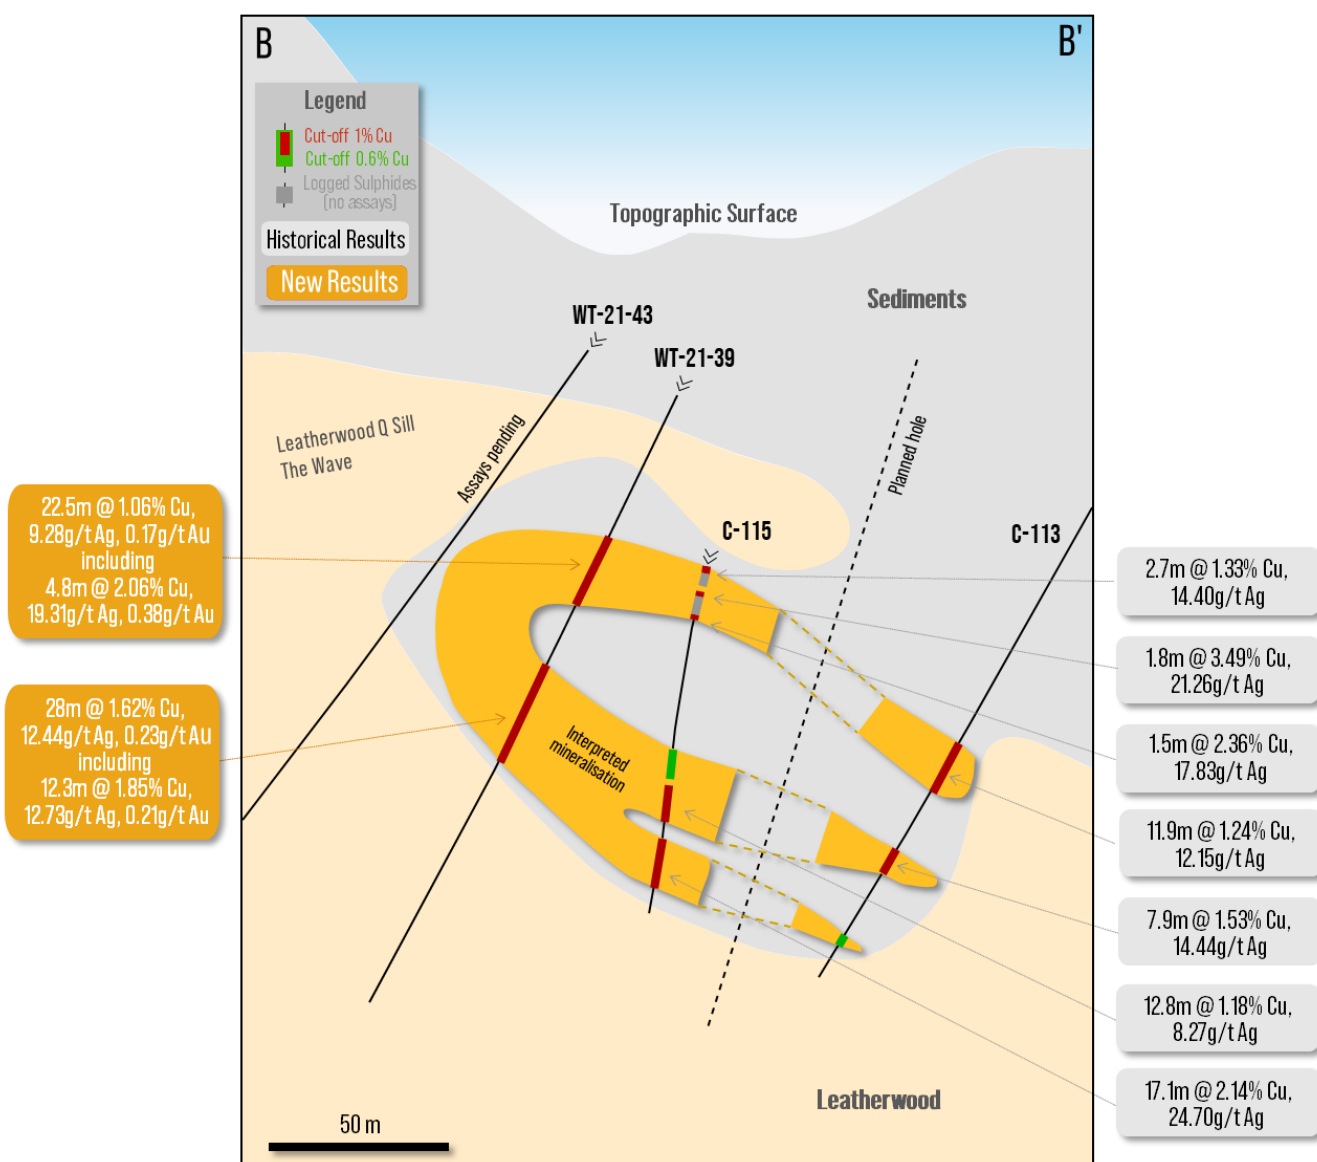 B
B'
Legend
Cut-off 1% Cu
Cut-off 0.6% Cu
Logged Sulphides
(no assays)
Historical Results
New Results
Topographic Surface
Sediments
WT-21-43
WT-21-39
Leatherwood Q Sill
The Wave
Assays pending
Planned hole
C-115
C-113
22.5m @ 1.06% Cu,
9.28g/t Ag, 0.17g/t Au
including
4.8m @ 2.06% Cu,
19.31g/t Ag, 0.38g/t Au
28m @ 1.62% Cu,
12.44g/t Ag, 0.23g/t Au
including
12.3m @ 1.85% Cu,
12.73g/t Ag, 0.21g/t Au
Interpreted
mineralisation
2.7m @ 1.33% Cu,
14.40g/t Ag
1.8m @ 3.49% Cu,
21.26g/t Ag
1.5m @ 2.36% Cu,
17.83g/t Ag
11.9m @ 1.24% Cu,
12.15g/t Ag
7.9m @ 1.53% Cu,
14.44g/t Ag
12.8m @ 1.18% Cu,
8.27g/t Ag
17.1m @ 2.14% Cu,
24.70g/t Ag
Leatherwood
50 m